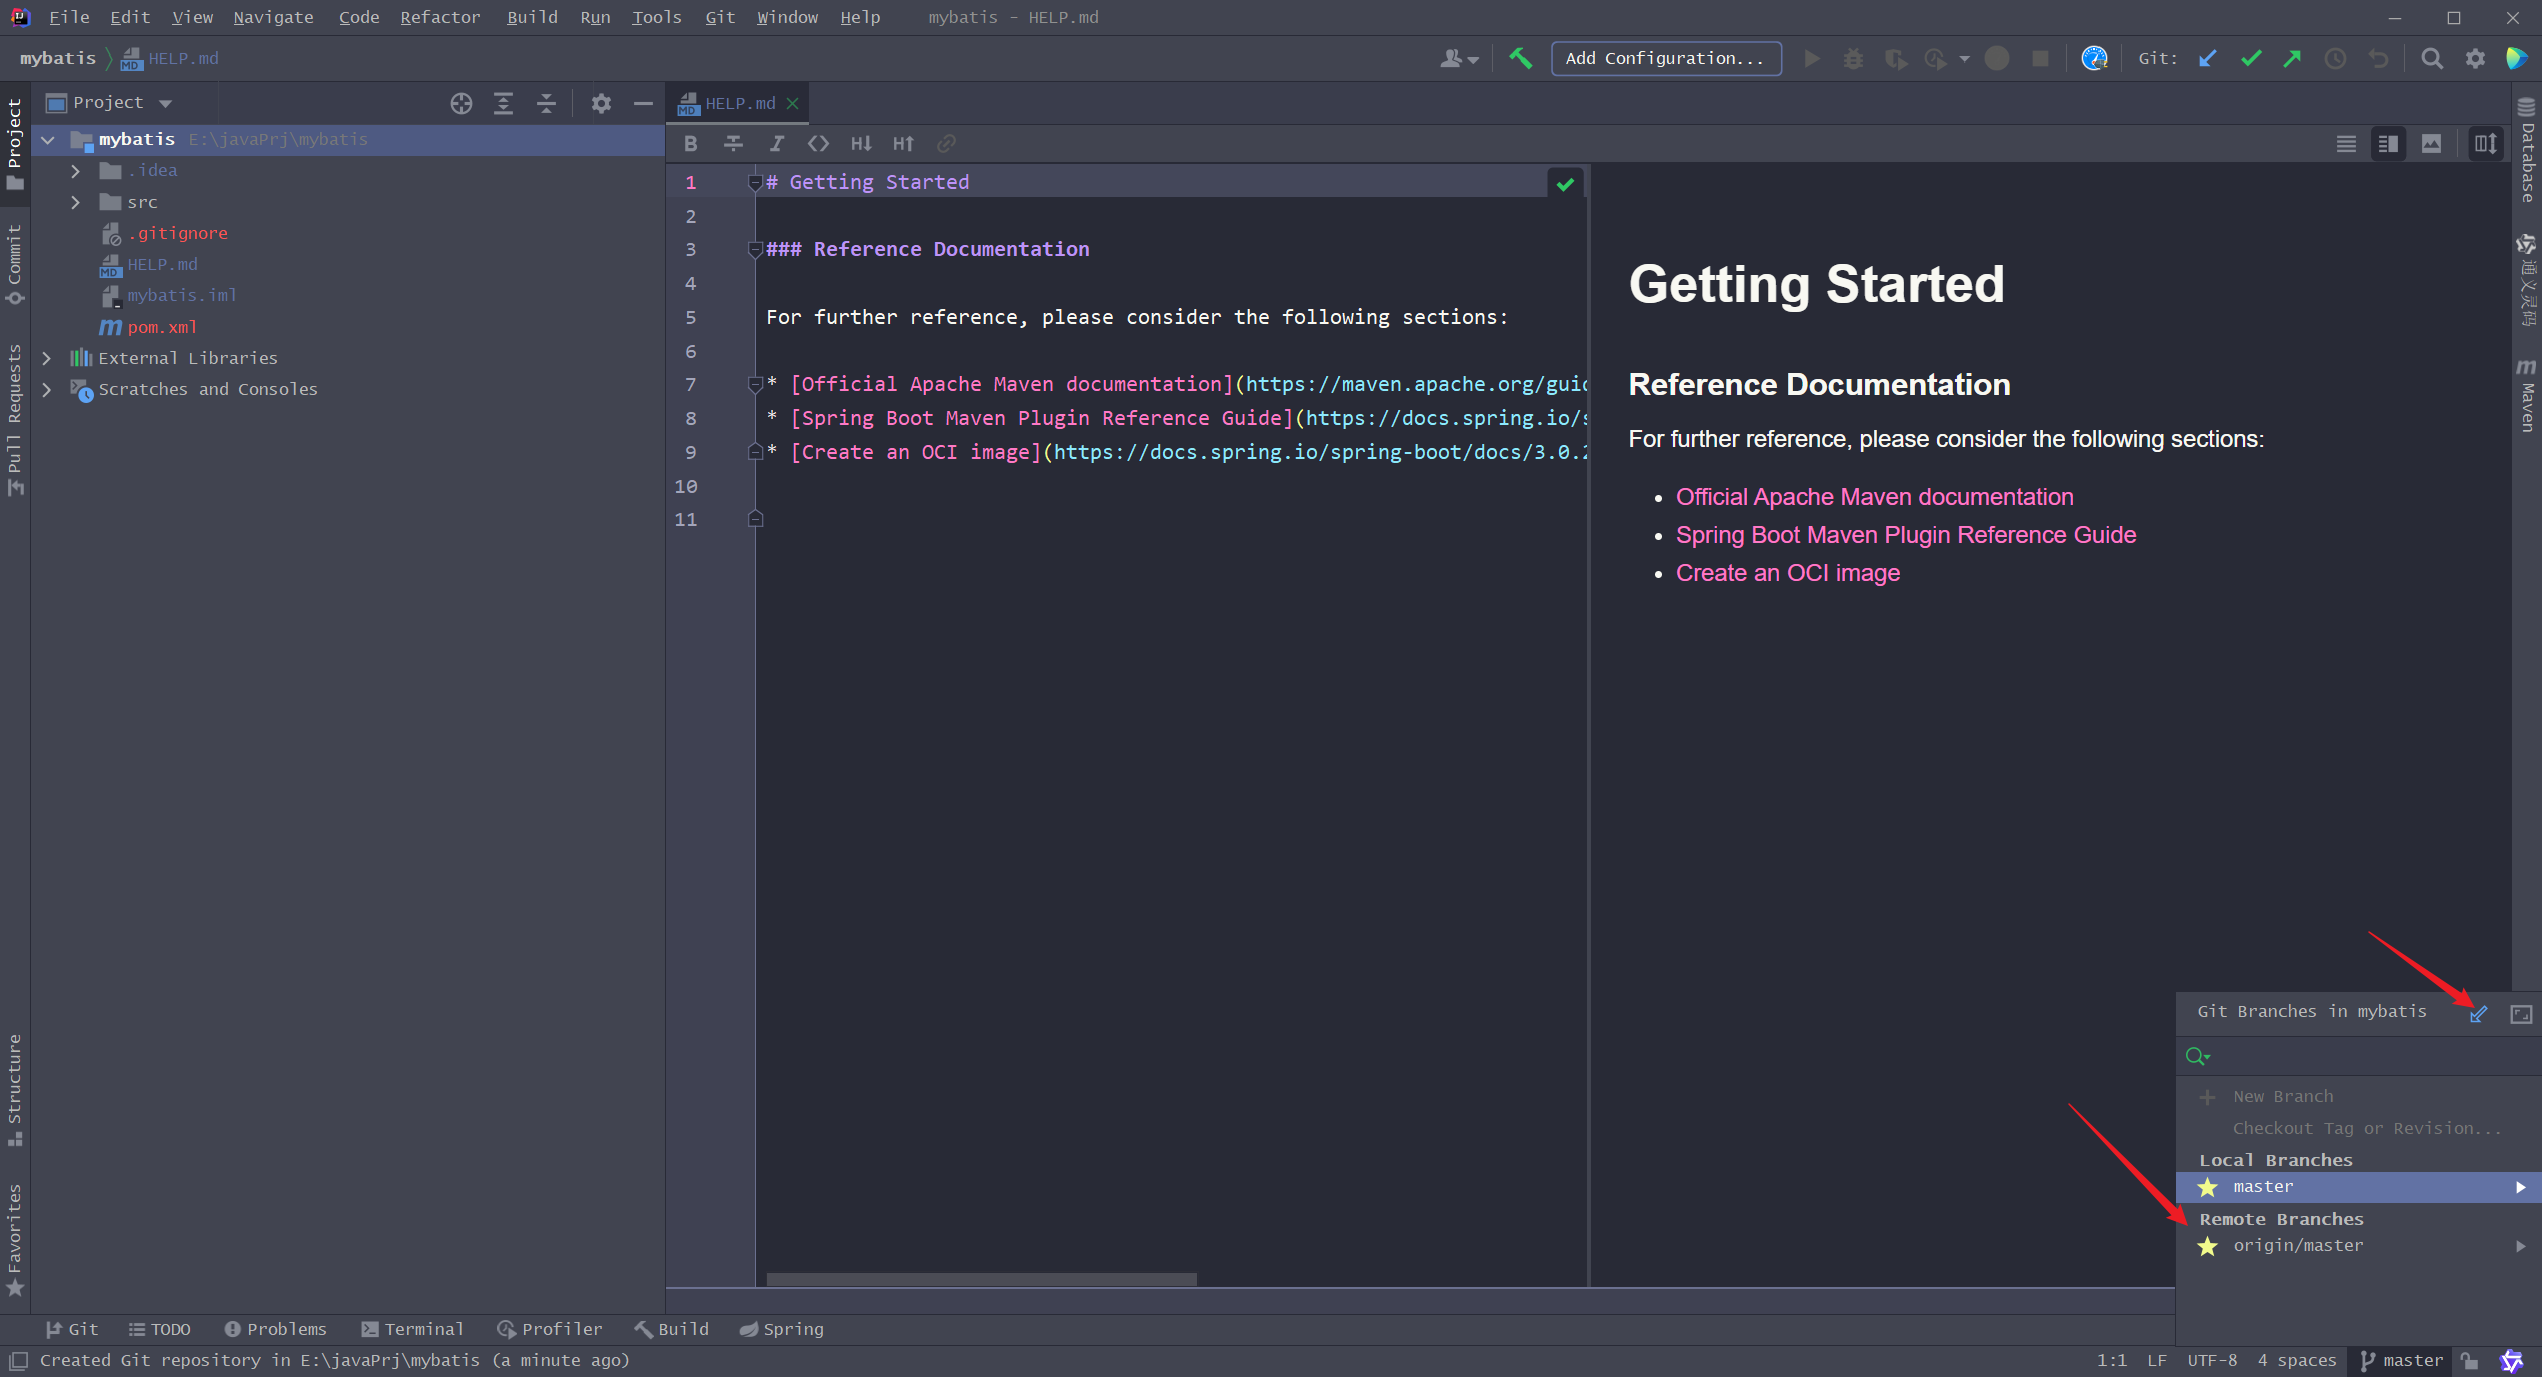 File Edit View Navigate Code Refactor Build Run Tools Git Window Help mybatis - HELP.md
mybatis HELP.md Add Configuration... Git:
Project
HELP.md
mybatis E:\javaPrj\mybatis
.idea
src
.gitignore
HELP.md
mybatis.iml
pom.xml
External Libraries
Scratches and Consoles
Project
Commit
Pull Requests
Structure
Favorites
1 # Getting Started
2
3 ### Reference Documentation
4
5 For further reference, please consider the following sections:
6
7 * [Official Apache Maven documentation](https://maven.apache.org/guid
8 * [Spring Boot Maven Plugin Reference Guide](https://docs.spring.io/s
9 * [Create an OCI image](https://docs.spring.io/spring-boot/docs/3.0.2
10
11
Getting Started
Reference Documentation
For further reference, please consider the following sections:
• Official Apache Maven documentation
• Spring Boot Maven Plugin Reference Guide
• Create an OCI image
Database
通义灵码
Maven
Git Branches in mybatis
New Branch
Checkout Tag or Revision...
Local Branches
master
Remote Branches
origin/master
Git TODO Problems Terminal Profiler Build Spring
Created Git repository in E:\javaPrj\mybatis (a minute ago) 1:1 LF UTF-8 4 spaces master